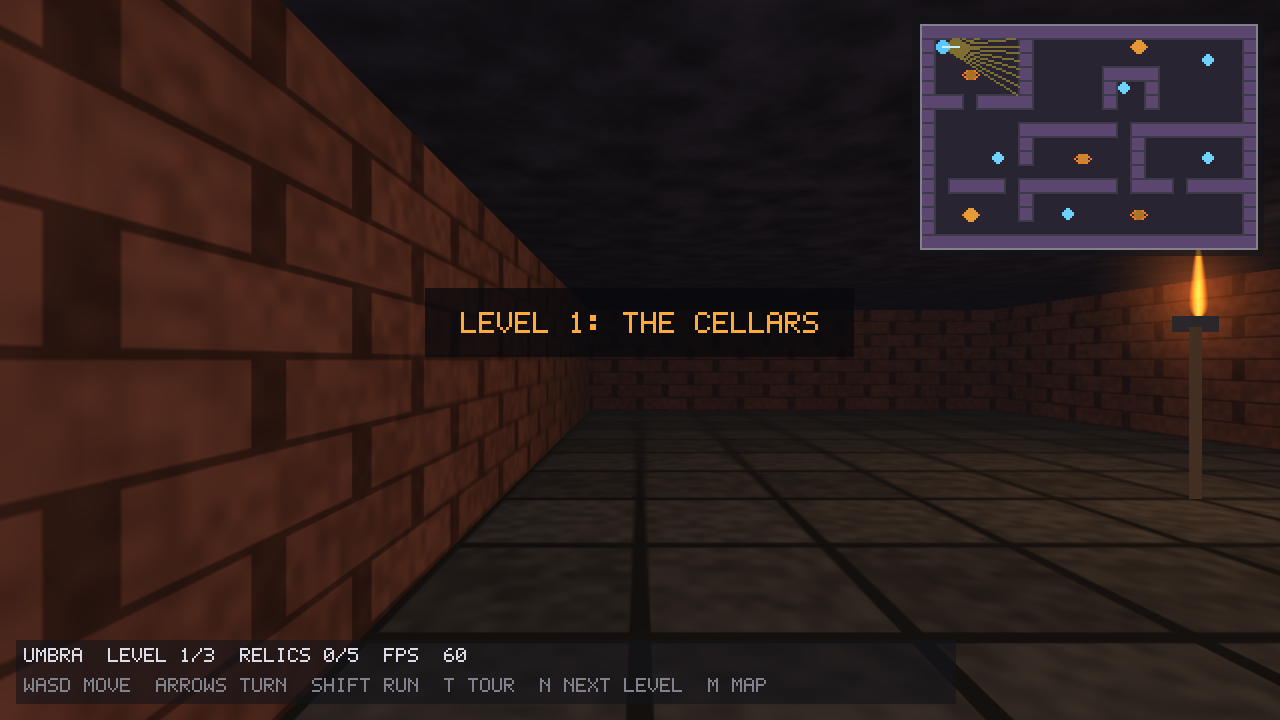 LEVEL 1: THE CELLARS
UMBRA  LEVEL 1/3  RELICS 0/5  FPS  60
WASD MOVE  ARROWS TURN  SHIFT RUN  T TOUR  N NEXT LEVEL  M MAP